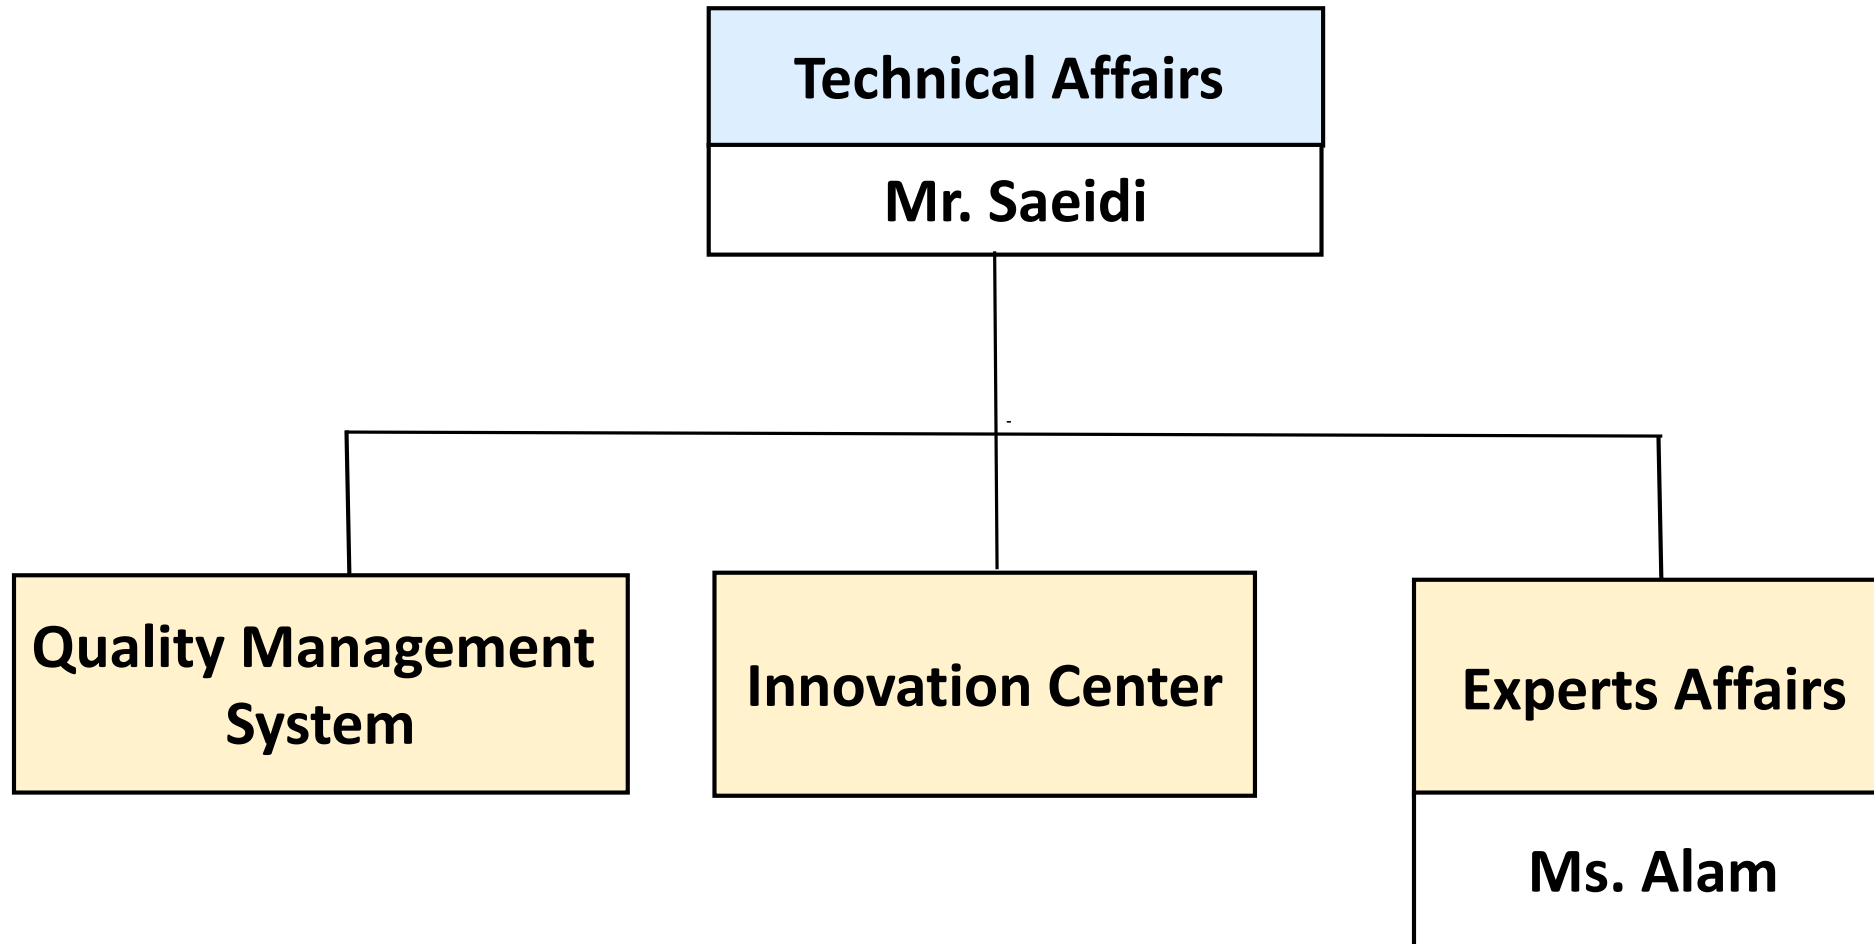 Technical Affairs
Mr. Saeidi
-
Quality Management
System
Innovation Center
Experts Affairs
Ms. Alam